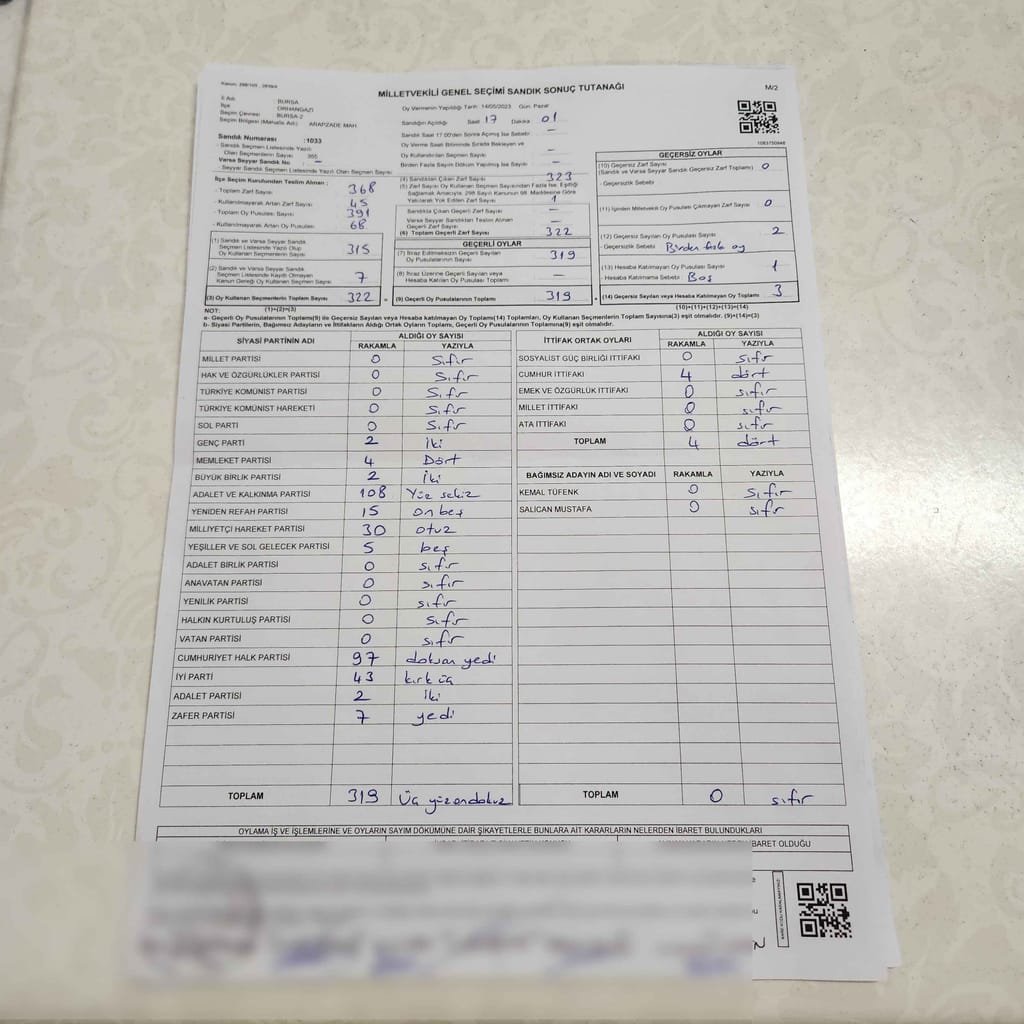 Kanun: 298/105 , 2839/4
MİLLETVEKİLİ GENEL SEÇİMİ SANDIK SONUÇ TUTANAĞI
M/2
İl Adı : BURSA
İlçe ORHANGAZİ
Seçim Çevresi BURSA-2
Seçim Bölgesi (Mahalle Adı) : ARAPZADE MAH.
Oy Vermenin Yapıldığı Tarih :14/05/2023 Gün: Pazar
Sandığın Açıldığı Saat 17 Dakika 01
Sandık Saat 17:00'den Sonra Açılmış İse Sebebi: —
Oy Verme Saati Bitiminde Sırada Bekleyen ve
Oy Kullandırılan Seçmen Sayısı —
Birden Fazla Sayım Döküm Yapılmış İse Sayısı —
Sandık Numarası :1033
- Sandık Seçmen Listesinde Yazılı
Olan Seçmenlerin Sayısı 355
Varsa Seyyar Sandık No —
- Seyyar Seçmen Listesinde Yazılı Olan Seçmen Sayısı
İlçe Seçim Kurulundan Teslim Alınan :
- Toplam Zarf Sayısı 368
- Kullanılmayarak Artan Zarf Sayısı 45
- Toplam Oy Pusulası Sayısı 391
- Kullanılmayarak Artan Oy Pusulası 68
(4) Sandıktan Çıkan Zarf Sayısı 323
(5) Zarf Sayısı Oy Kullanan Seçmen Sayısından Fazla İse, Eşitliği
Sağlamak Amacıyla, 298 Sayılı Kanunun 98. Maddesine Göre
Yakılarak Yok Edilen Zarf Sayısı 1
Sandıkta Çıkan Geçerli Zarf Sayısı —
Varsa Seyyar Sandıktan Teslim Alınan
Geçerli Zarf Sayısı —
(6) Toplam Geçerli Zarf Sayısı 322
(1) Sandık ve Varsa Seyyar Sandık
Seçmen Listesinde Yazılı Olup
Oy Kullanan Seçmenlerin Sayısı 315
(2) Sandık ve Varsa Seyyar Sandık
Seçmen Listesinde Kayıtlı Olmayan
Kanun Gereği Oy Kullanan Seçmen Sayısı 7
(3) Oy Kullanan Seçmenlerin Toplam Sayısı 322 =
(1)+(2)=(3)
GEÇERLİ OYLAR
(7) İtiraz Edilmeksizin Geçerli Sayılan
Oy Pusulalarının Sayısı 319
(8) İtiraz Üzerine Geçerli Sayılan veya
Hesaba Katılan Oy Pusulası Toplamı —
(9) Geçerli Oy Pusulalarının Toplamı 319 +
1083750946
GEÇERSİZ OYLAR
(10) Geçersiz Zarf Sayısı
(Sandık ve Varsa Seyyar Sandık Geçersiz Zarf Toplamı) 0
- Geçersizlik Sebebi
(11) İçinden Milletvekili Oy Pusulası Çıkmayan Zarf Sayısı 0
(12) Geçersiz Sayılan Oy Pusulası Sayısı 2
- Geçersizlik Sebebi Birden fazla oy
(13) Hesaba Katılmayan Oy Pusulası Sayısı 1
- Hesaba Katılmama Sebebi Boş
(14) Geçersiz Sayılan veya Hesaba Katılmayan Oy Toplamı 3
(10)+(11)+(12)+(13)=(14)
NOT:
a- Geçerli Oy Pusulaları Toplamı(9) ile Geçersiz Sayılan veya Hesaba Katılmayan Oy Toplamı(14) Toplamları, Oy Kullanan Seçmenlerin Toplam Sayısına(3) eşit olmalıdır. (9)+(14)=(3)
b- Siyasi Partilerin, Bağımsız Adayların ve İttifakların Aldığı Ortak Oyların Toplamı, Geçerli Oy Pusulalarının Toplamına(9) eşit olmalıdır.
SİYASİ PARTİNİN ADI ALDIĞI OY SAYISI
RAKAMLA YAZIYLA
MİLLET PARTİSİ 0 Sıfır
HAK VE ÖZGÜRLÜKLER PARTİSİ 0 Sıfır
TÜRKİYE KOMÜNİST PARTİSİ 0 Sıfır
TÜRKİYE KOMÜNİST HAREKETİ 0 Sıfır
SOL PARTİ 0 Sıfır
GENÇ PARTİ 2 İki
MEMLEKET PARTİSİ 4 Dört
BÜYÜK BİRLİK PARTİSİ 2 İki
ADALET VE KALKINMA PARTİSİ 108 Yüz sekiz
YENİDEN REFAH PARTİSİ 15 on beş
MİLLİYETÇİ HAREKET PARTİSİ 30 otuz
YEŞİLLER VE SOL GELECEK PARTİSİ 5 beş
ADALET BİRLİK PARTİSİ 0 sıfır
ANAVATAN PARTİSİ 0 sıfır
YENİLİK PARTİSİ 0 sıfır
HALKIN KURTULUŞ PARTİSİ 0 sıfır
VATAN PARTİSİ 0 sıfır
CUMHURİYET HALK PARTİSİ 97 doksan yedi
İYİ PARTİ 43 kırk üç
ADALET PARTİSİ 2 İki
ZAFER PARTİSİ 7 yedi
TOPLAM 319 Üç yüzondokuz
İTTİFAK ORTAK OYLARI ALDIĞI OY SAYISI
RAKAMLA YAZIYLA
SOSYALİST GÜÇ BİRLİĞİ İTTİFAKI 0 sıfır
CUMHUR İTTİFAKI 4 dört
EMEK VE ÖZGÜRLÜK İTTİFAKI 0 sıfır
MİLLET İTTİFAKI 0 sıfır
ATA İTTİFAKI 0 sıfır
TOPLAM 4 dört
BAĞIMSIZ ADAYIN ADI VE SOYADI RAKAMLA YAZIYLA
KEMAL TÜFENK 0 sıfır
SALİCAN MUSTAFA 0 sıfır
TOPLAM 0 sıfır
OYLAMA İŞ VE İŞLEMLERİNE VE OYLARIN SAYIM DÖKÜMÜNE DAİR ŞİKAYETLERLE BUNLARA AİT KARARLARIN NELERDEN İBARET BULUNDUKLARI
BARET OLDUĞU